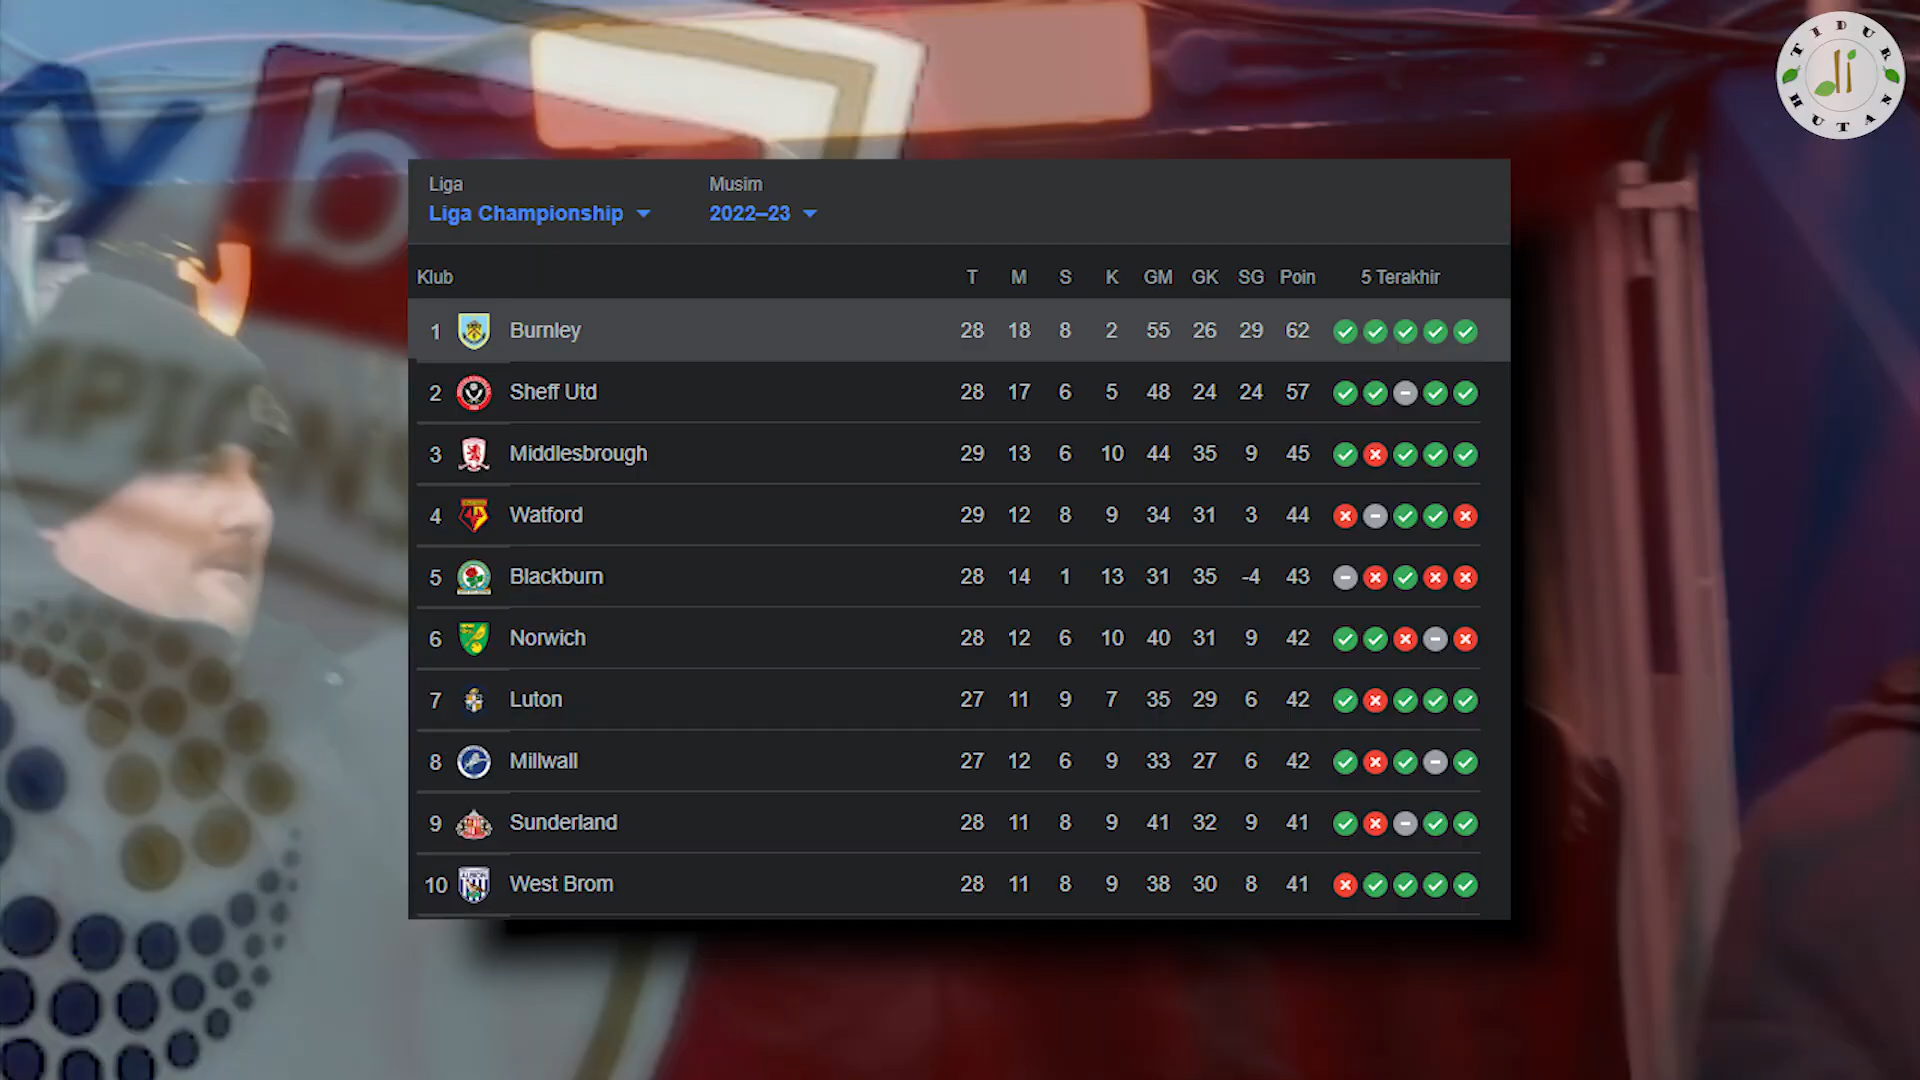 TIDUR
di
HUTAN
Liga Musim
Liga Championship 2022–23
Klub T M S K GM GK SG Poin 5 Terakhir
1 Burnley 28 18 8 2 55 26 29 62
2 Sheff Utd 28 17 6 5 48 24 24 57
3 Middlesbrough 29 13 6 10 44 35 9 45
4 Watford 29 12 8 9 34 31 3 44
5 Blackburn 28 14 1 13 31 35 -4 43
6 Norwich 28 12 6 10 40 31 9 42
7 Luton 27 11 9 7 35 29 6 42
8 Millwall 27 12 6 9 33 27 6 42
9 Sunderland 28 11 8 9 41 32 9 41
10 West Brom 28 11 8 9 38 30 8 41